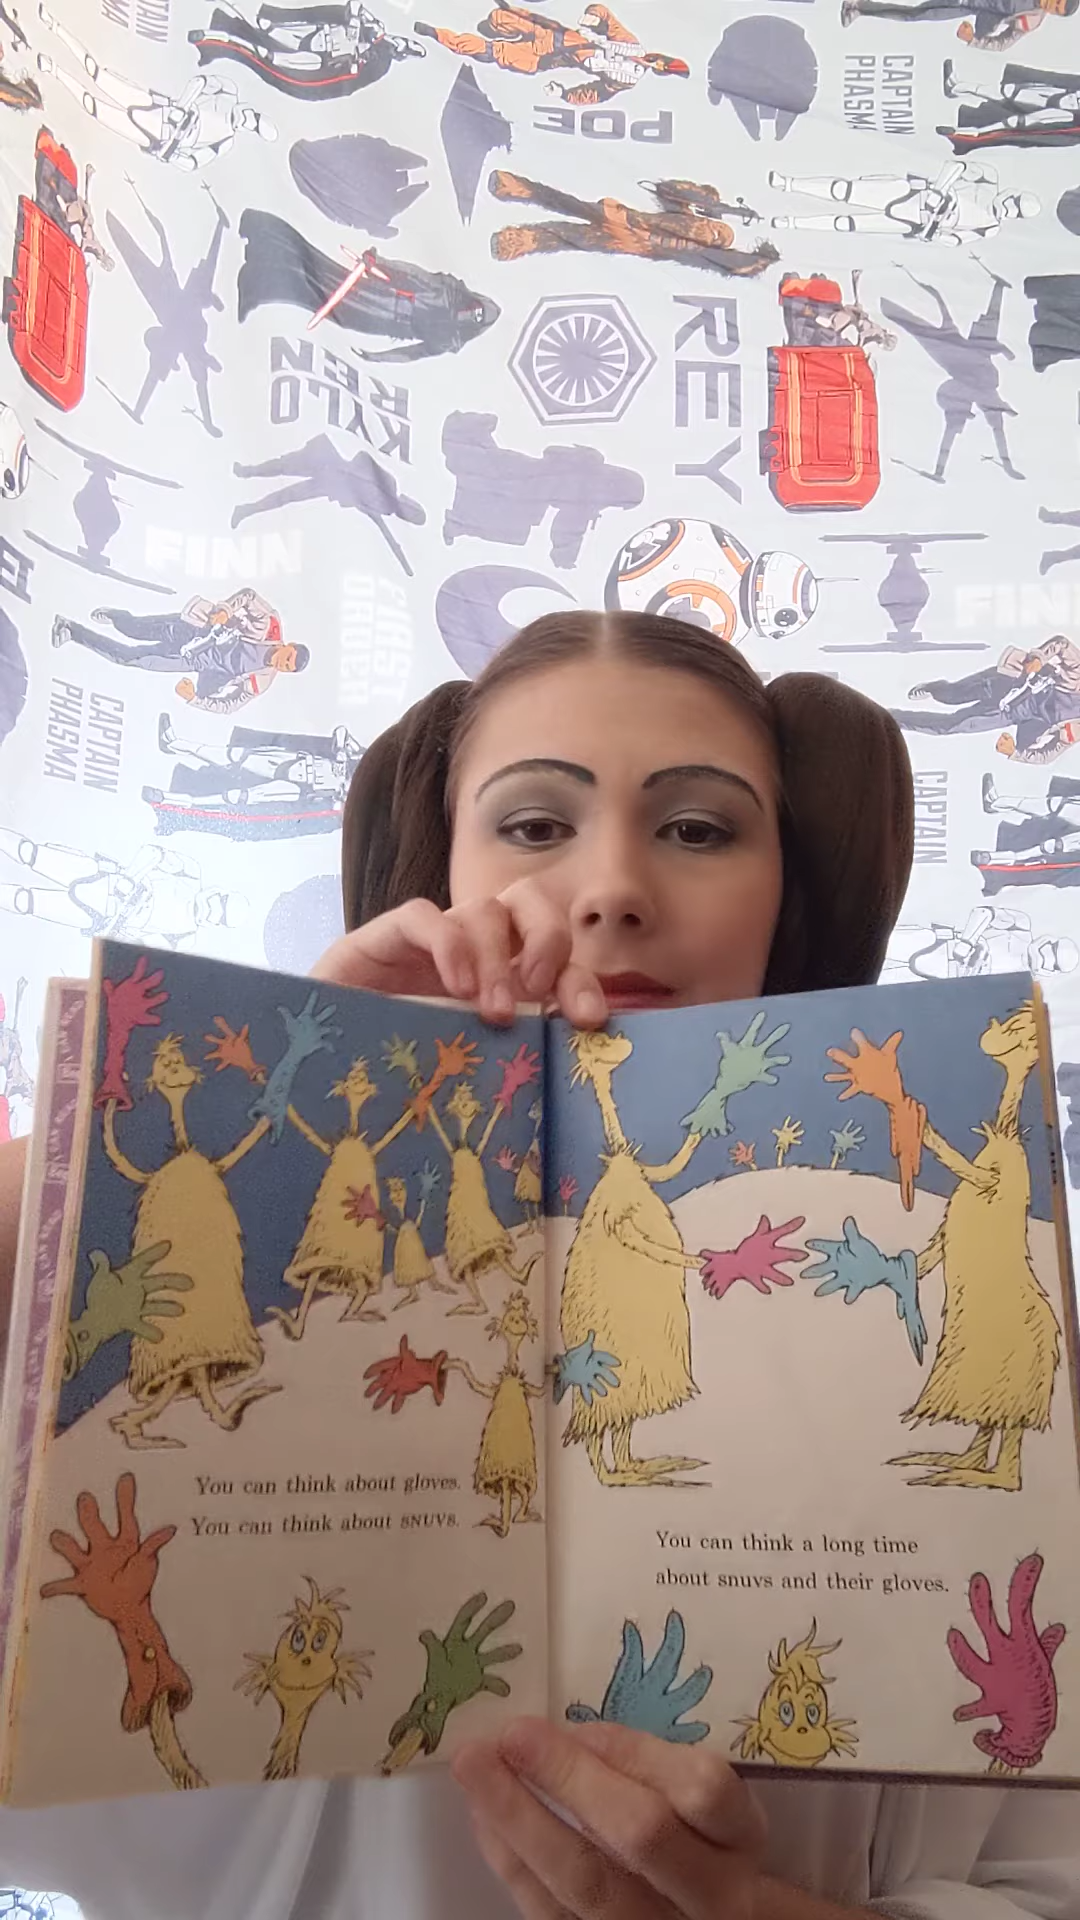 CAPTAIN
PHASMA
POE
REY
KYLO
REN
FINN
FIRST
ORDER
FINN
CAPTAIN
PHASMA
CAPTAIN
You can think about gloves.
You can think about SNUVS.
You can think a long time
about snuvs and their gloves.